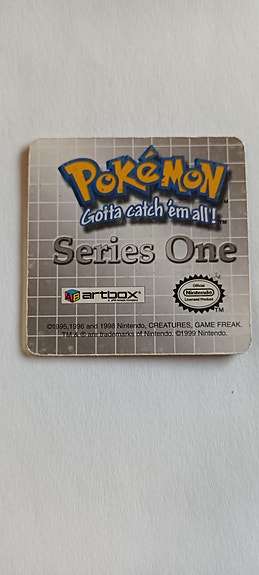 POKéMON
Gotta catch 'em all!™
Series One
artbox®
Official
Nintendo
Licensed Product
TM
©1995,1996 and 1998 Nintendo, CREATURES, GAME FREAK.
TM & ® are trademarks of Nintendo. ©1999 Nintendo.